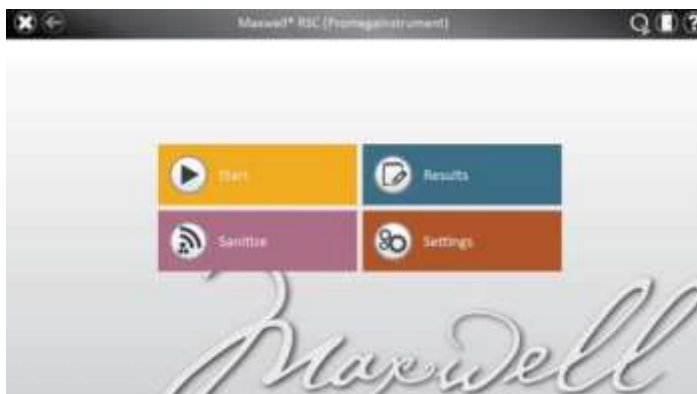 Maxwell® RSC (PromegaInstrument)
?
Start
Results
Sanitize
Settings
Maxwell